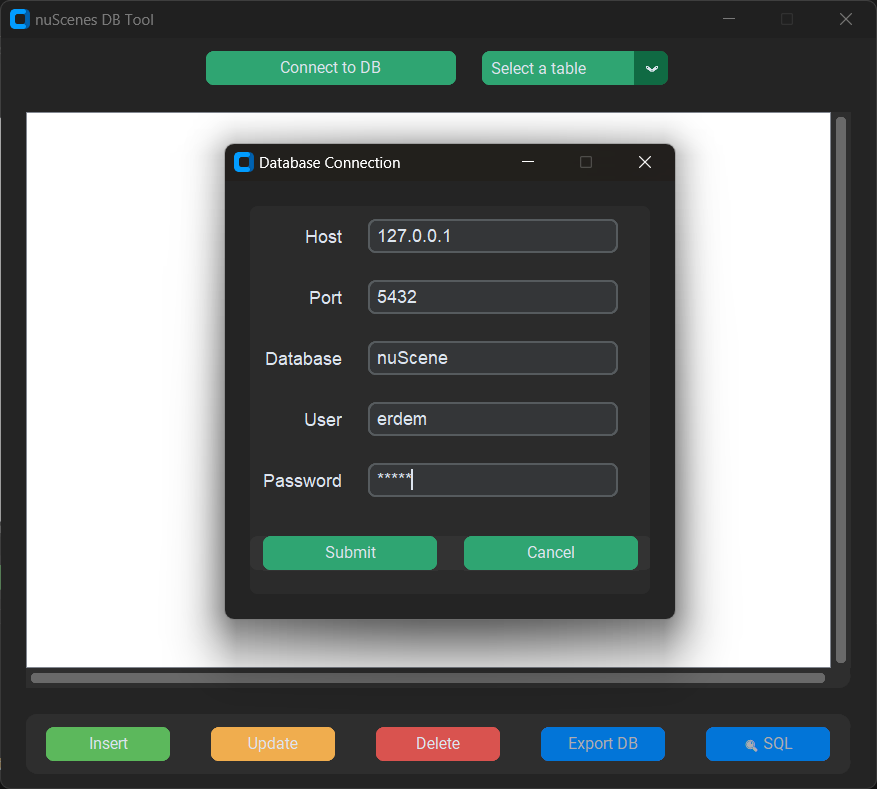 nuScenes DB Tool
Connect to DB
Select a table
Database Connection
Host 127.0.0.1
Port 5432
Database nuScene
User erdem
Password *****
Submit Cancel
Insert Update Delete Export DB SQL